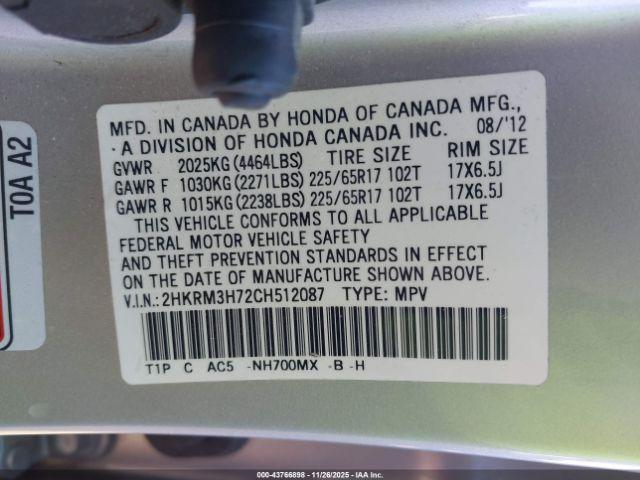 MFD. IN CANADA BY HONDA OF CANADA MFG.,
- A DIVISION OF HONDA CANADA INC. 08/'12
GVWR 2025KG (4464LBS) TIRE SIZE RIM SIZE
GAWR F 1030KG (2271LBS) 225/65R17 102T 17X6.5J
GAWR R 1015KG (2238LBS) 225/65R17 102T 17X6.5J
THIS VEHICLE CONFORMS TO ALL APPLICABLE
FEDERAL MOTOR VEHICLE SAFETY
AND THEFT PREVENTION STANDARDS IN EFFECT
ON THE DATE OF MANUFACTURE SHOWN ABOVE.
V.I.N.: 2HKRM3H72CH512087 TYPE: MPV
T1P C AC5 -NH700MX -B -H
TOA A2
000-43766898 - 11/26/2025 - IAA Inc.